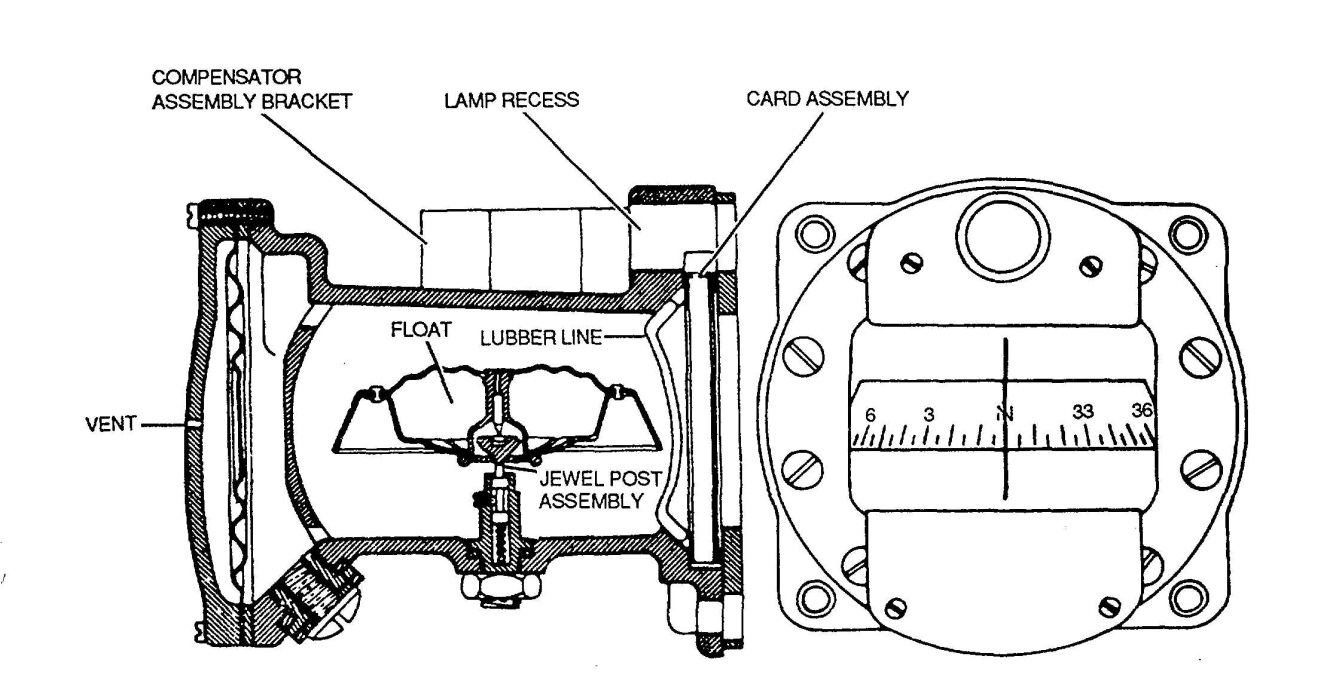 COMPENSATOR
ASSEMBLY BRACKET
LAMP RECESS
CARD ASSEMBLY
FLOAT
LUBBER LINE
VENT
6 3 N 33 36
JEWEL POST
ASSEMBLY